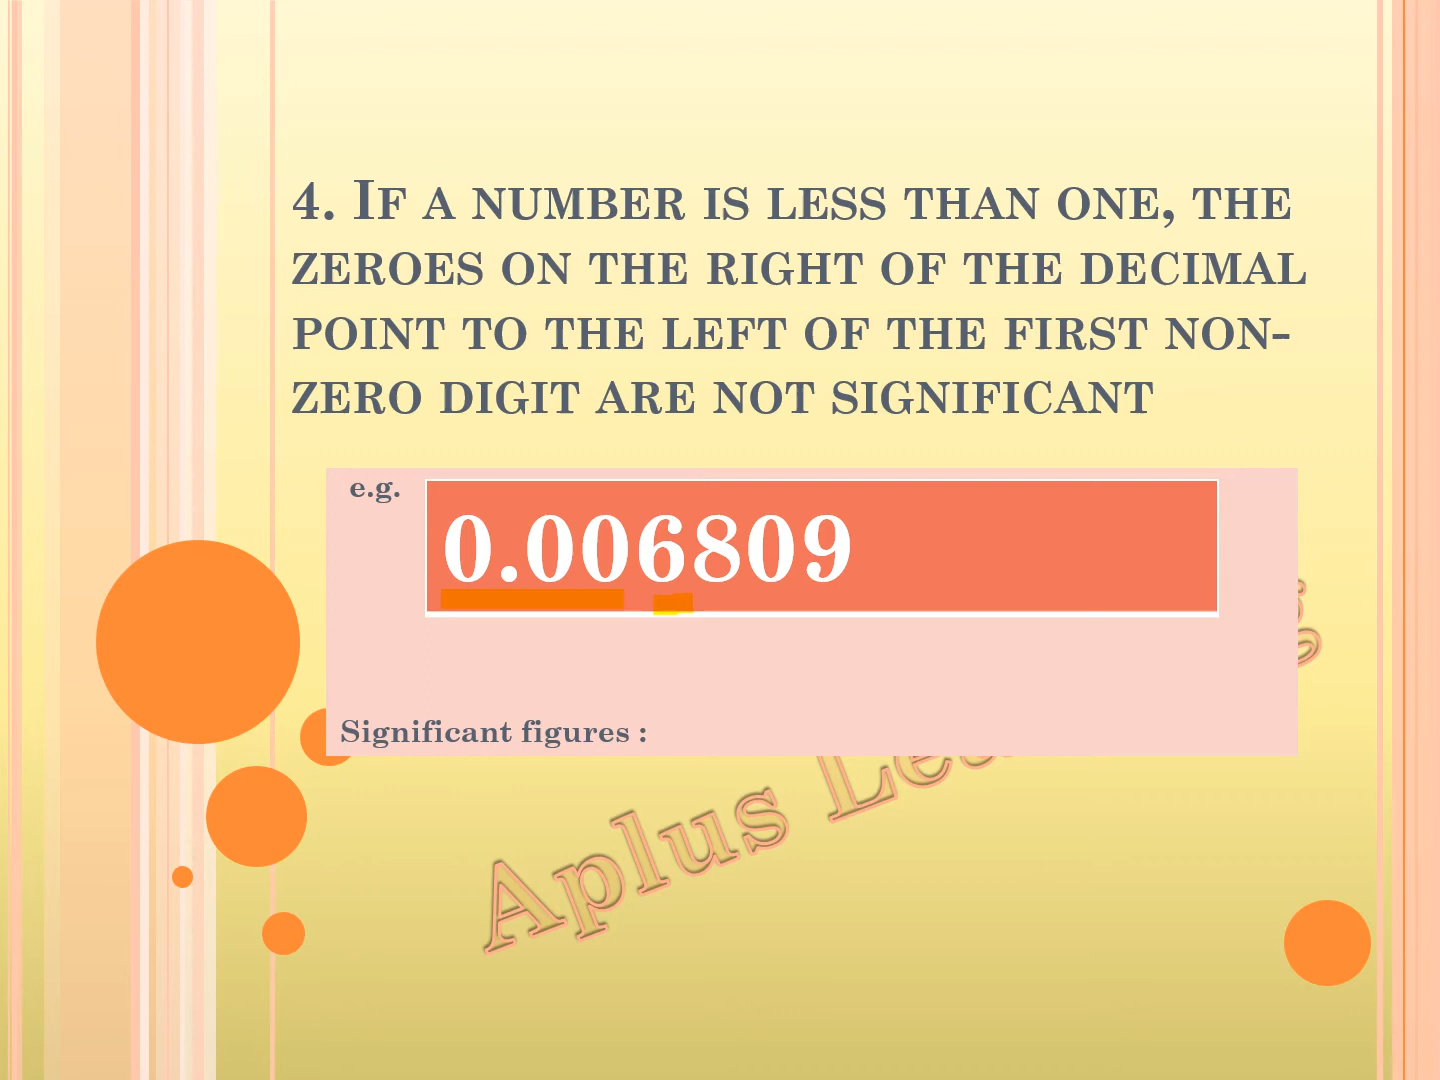 4. If a number is less than one, the
zeroes on the right of the decimal
point to the left of the first non-
zero digit are not significant
e.g.
0.006809
Significant figures :
Aplus